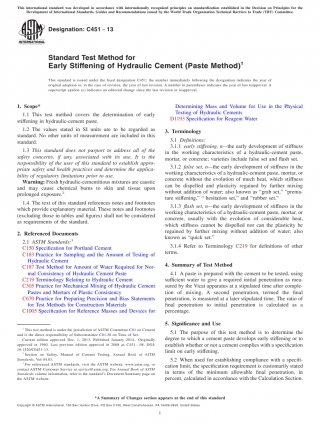 This international standard was developed in accordance with internationally recognized principles on standardization established in the Decision on Principles for the
Development of International Standards, Guides and Recommendations issued by the World Trade Organization Technical Barriers to Trade (TBT) Committee.
Designation: C451 − 13
INTERNATIONAL
Standard Test Method for
Early Stiffening of Hydraulic Cement (Paste Method)1
This standard is issued under the fixed designation C451; the number immediately following the designation indicates the year of
original adoption or, in the case of revision, the year of last revision. A number in parentheses indicates the year of last reapproval. A
superscript epsilon (ε) indicates an editorial change since the last revision or reapproval.
1. Scope*
1.1 This test method covers the determination of early
stiffening in hydraulic-cement paste.
1.2 The values stated in SI units are to be regarded as
standard. No other units of measurement are included in this
standard.
1.3 This standard does not purport to address all of the
safety concerns, if any, associated with its use. It is the
responsibility of the user of this standard to establish appro-
priate safety and health practices and determine the applica-
bility of regulatory limitations prior to use.
Warning: Fresh hydraulic-cementitious mixtures are caustic
and may cause chemical burns to skin and tissue upon
prolonged exposure.2
1.4 The text of this standard references notes and footnotes
which provide explanatory material. These notes and footnotes
(excluding those in tables and figures) shall not be considered
as requirements of the standard.
2. Referenced Documents
2.1 ASTM Standards:3
C150 Specification for Portland Cement
C183 Practice for Sampling and the Amount of Testing of
Hydraulic Cement
C187 Test Method for Amount of Water Required for Nor-
mal Consistency of Hydraulic Cement Paste
C219 Terminology Relating to Hydraulic Cement
C305 Practice for Mechanical Mixing of Hydraulic Cement
Pastes and Mortars of Plastic Consistency
C670 Practice for Preparing Precision and Bias Statements
for Test Methods for Construction Materials
C1005 Specification for Reference Masses and Devices for
1 This test method is under the jurisdiction of ASTM Committee C01 on Cement
and is the direct responsibility of Subcommittee C01.30 on Time of Set.
Current edition approved Dec. 1, 2013. Published January 2014. Originally
approved in 1960. Last previous edition approved in 2008 as C451 – 08. DOI:
10.1520/C0451-13.
2 Section on Safety, Manual of Cement Testing, Annual Book of ASTM
Standards, Vol 04.01.
3 For referenced ASTM standards, visit the ASTM website, www.astm.org, or
contact ASTM Customer Service at service@astm.org. For Annual Book of ASTM
Standards volume information, refer to the standard's Document Summary page on
the ASTM website.
Determining Mass and Volume for Use in the Physical
Testing of Hydraulic Cements
D1193 Specification for Reagent Water
3. Terminology
3.1 Definitions:
3.1.1 early stiffening, n—the early development of stiffness
in the working characteristics of a hydraulic-cement paste,
mortar, or concrete; varieties include false set and flash set.
3.1.2 false set, n—the early development of stiffness in the
working characteristics of a hydraulic-cement paste, mortar, or
concrete without the evolution of much heat, which stiffness
can be dispelled and plasticity regained by further mixing
without addition of water; also known as "grab set," "prema-
ture stiffening," "hesitation set," and "rubber set."
3.1.3 flash set, n—the early development of stiffness in the
working characteristics of a hydraulic-cement paste, mortar, or
concrete, usually with the evolution of considerable heat,
which stiffness cannot be dispelled nor can the plasticity be
regained by further mixing without addition of water; also
known as "quick set."
3.1.4 Refer to Terminology C219 for definitions of other
terms.
4. Summary of Test Method
4.1 A paste is prepared with the cement to be tested, using
sufficient water to give a required initial penetration as mea-
sured by the Vicat apparatus at a stipulated time after comple-
tion of mixing. A second penetration, termed the final
penetration, is measured at a later stipulated time. The ratio of
final penetration to initial penetration is calculated as a
percentage.
5. Significance and Use
5.1 The purpose of this test method is to determine the
degree to which a cement paste develops early stiffening or to
establish whether or not a cement complies with a specification
limit on early stiffening.
5.2 When used for establishing compliance with a specifi-
cation limit, the specification requirement is customarily stated
in terms of the minimum allowable final penetration, in
percent, calculated in accordance with the Calculation Section.
*A Summary of Changes section appears at the end of this standard
Copyright © ASTM International, 100 Barr Harbor Drive, PO Box C700, West Conshohocken, PA 19428-2959. United States
1